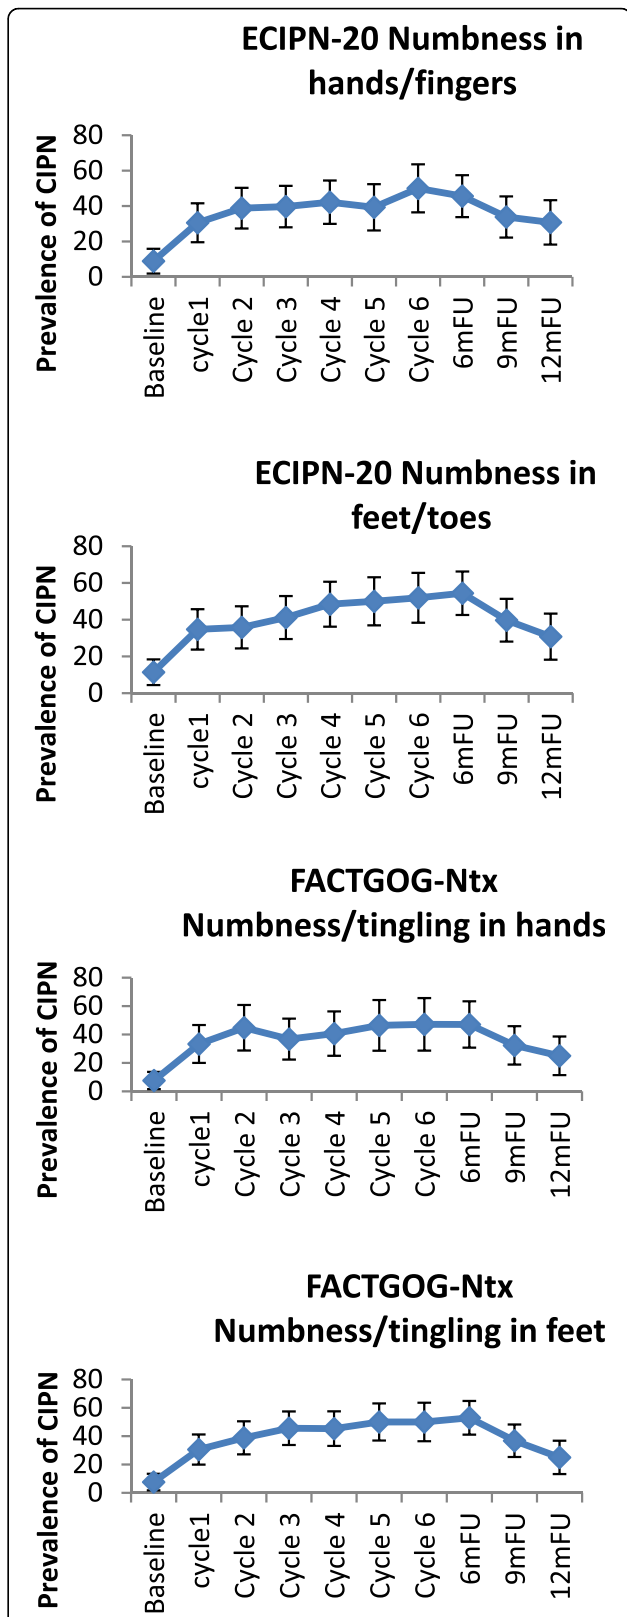 ECIPN-20 Numbness in
hands/fingers
Prevalence of CIPN
80
60
40
20
0
Baseline
cycle1
Cycle 2
Cycle 3
Cycle 4
Cycle 5
Cycle 6
6mFU
9mFU
12mFU
ECIPN-20 Numbness in
feet/toes
Prevalence of CIPN
80
60
40
20
0
Baseline
cycle1
Cycle 2
Cycle 3
Cycle 4
Cycle 5
Cycle 6
6mFU
9mFU
12mFU
FACTGOG-Ntx
Numbness/tingling in hands
Prevalence of CIPN
80
60
40
20
0
Baseline
cycle1
Cycle 2
Cycle 3
Cycle 4
Cycle 5
Cycle 6
6mFU
9mFU
12mFU
FACTGOG-Ntx
Numbness/tingling in feet
Prevalence of CIPN
80
60
40
20
0
Baseline
cycle1
Cycle 2
Cycle 3
Cycle 4
Cycle 5
Cycle 6
6mFU
9mFU
12mFU